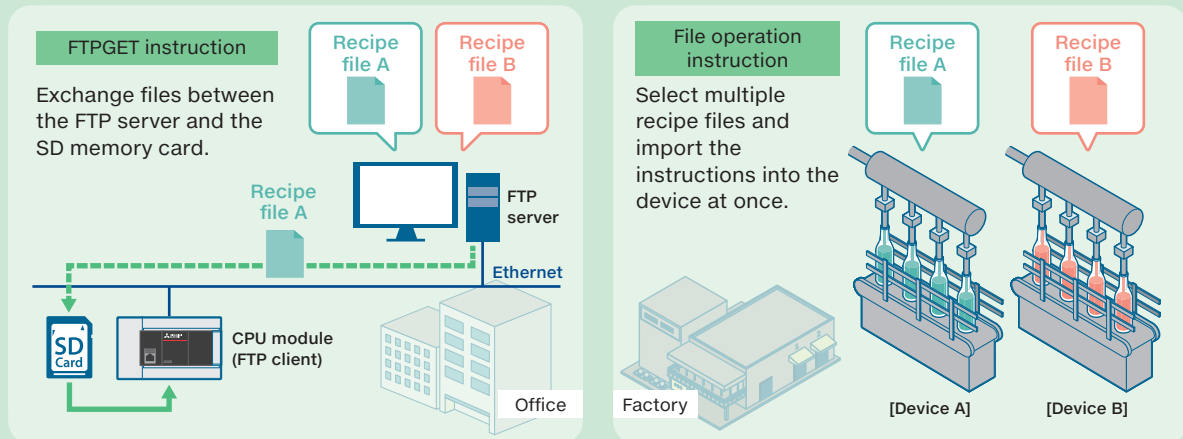 FTPGET instruction
Exchange files between
the FTP server and the
SD memory card.
Recipe
file A
Recipe
file B
Recipe
file A
FTP
server
Ethernet
SD
Card
CPU module
(FTP client)
Office
File operation
instruction
Select multiple
recipe files and
import the
instructions into the
device at once.
Recipe
file A
Recipe
file B
Factory
[Device A]
[Device B]